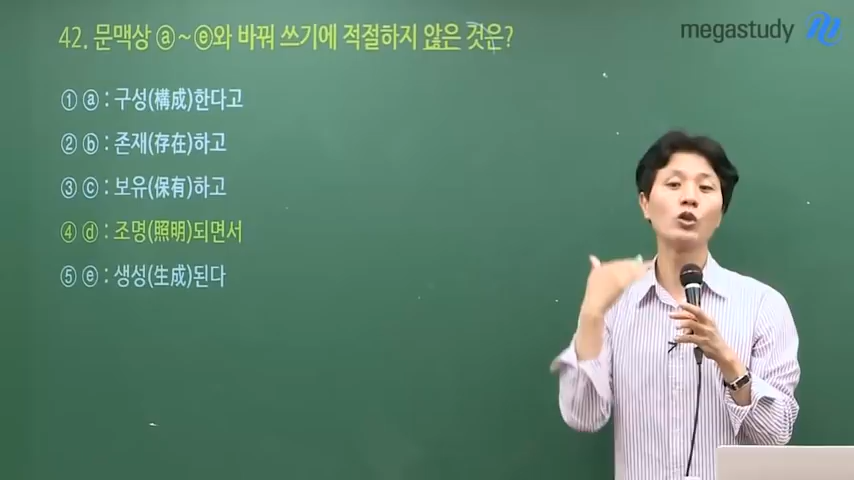 42. 문맥상 ⓐ~ⓔ와 바꿔 쓰기에 적절하지 않은 것은?
megastudy
① ⓐ : 구성(構成)한다고
② ⓑ : 존재(存在)하고
③ ⓒ : 보유(保有)하고
④ ⓓ : 조명(照明)되면서
⑤ ⓔ : 생성(生成)된다